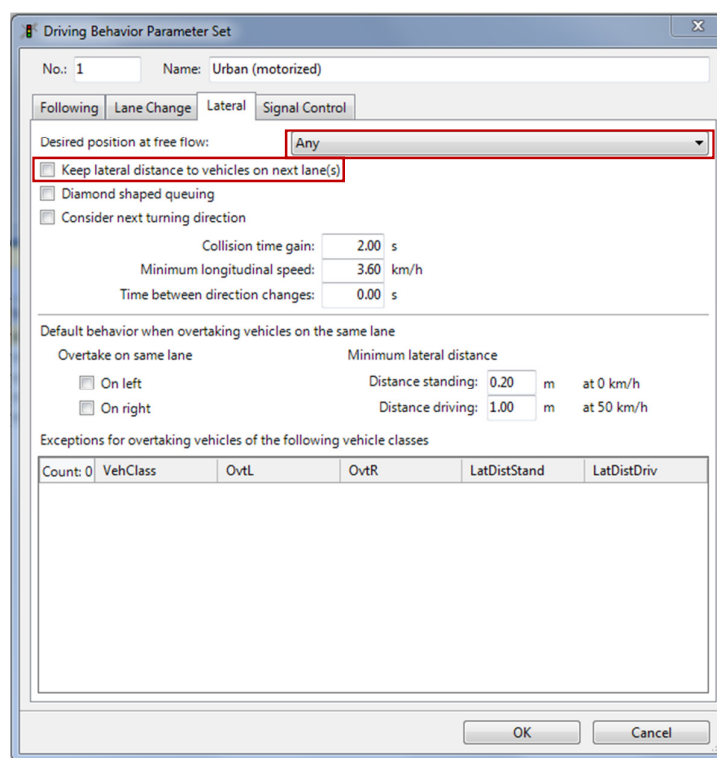 Driving Behavior Parameter Set
No.: 1 Name: Urban (motorized)
Following Lane Change Lateral Signal Control
Desired position at free flow: Any
Keep lateral distance to vehicles on next lane(s)
Diamond shaped queuing
Consider next turning direction
Collision time gain: 2.00 s
Minimum longitudinal speed: 3.60 km/h
Time between direction changes: 0.00 s
Default behavior when overtaking vehicles on the same lane
Overtake on same lane Minimum lateral distance
On left Distance standing: 0.20 m at 0 km/h
On right Distance driving: 1.00 m at 50 km/h
Exceptions for overtaking vehicles of the following vehicle classes
Count: 0 VehClass OvtL OvtR LatDistStand LatDistDriv
OK Cancel